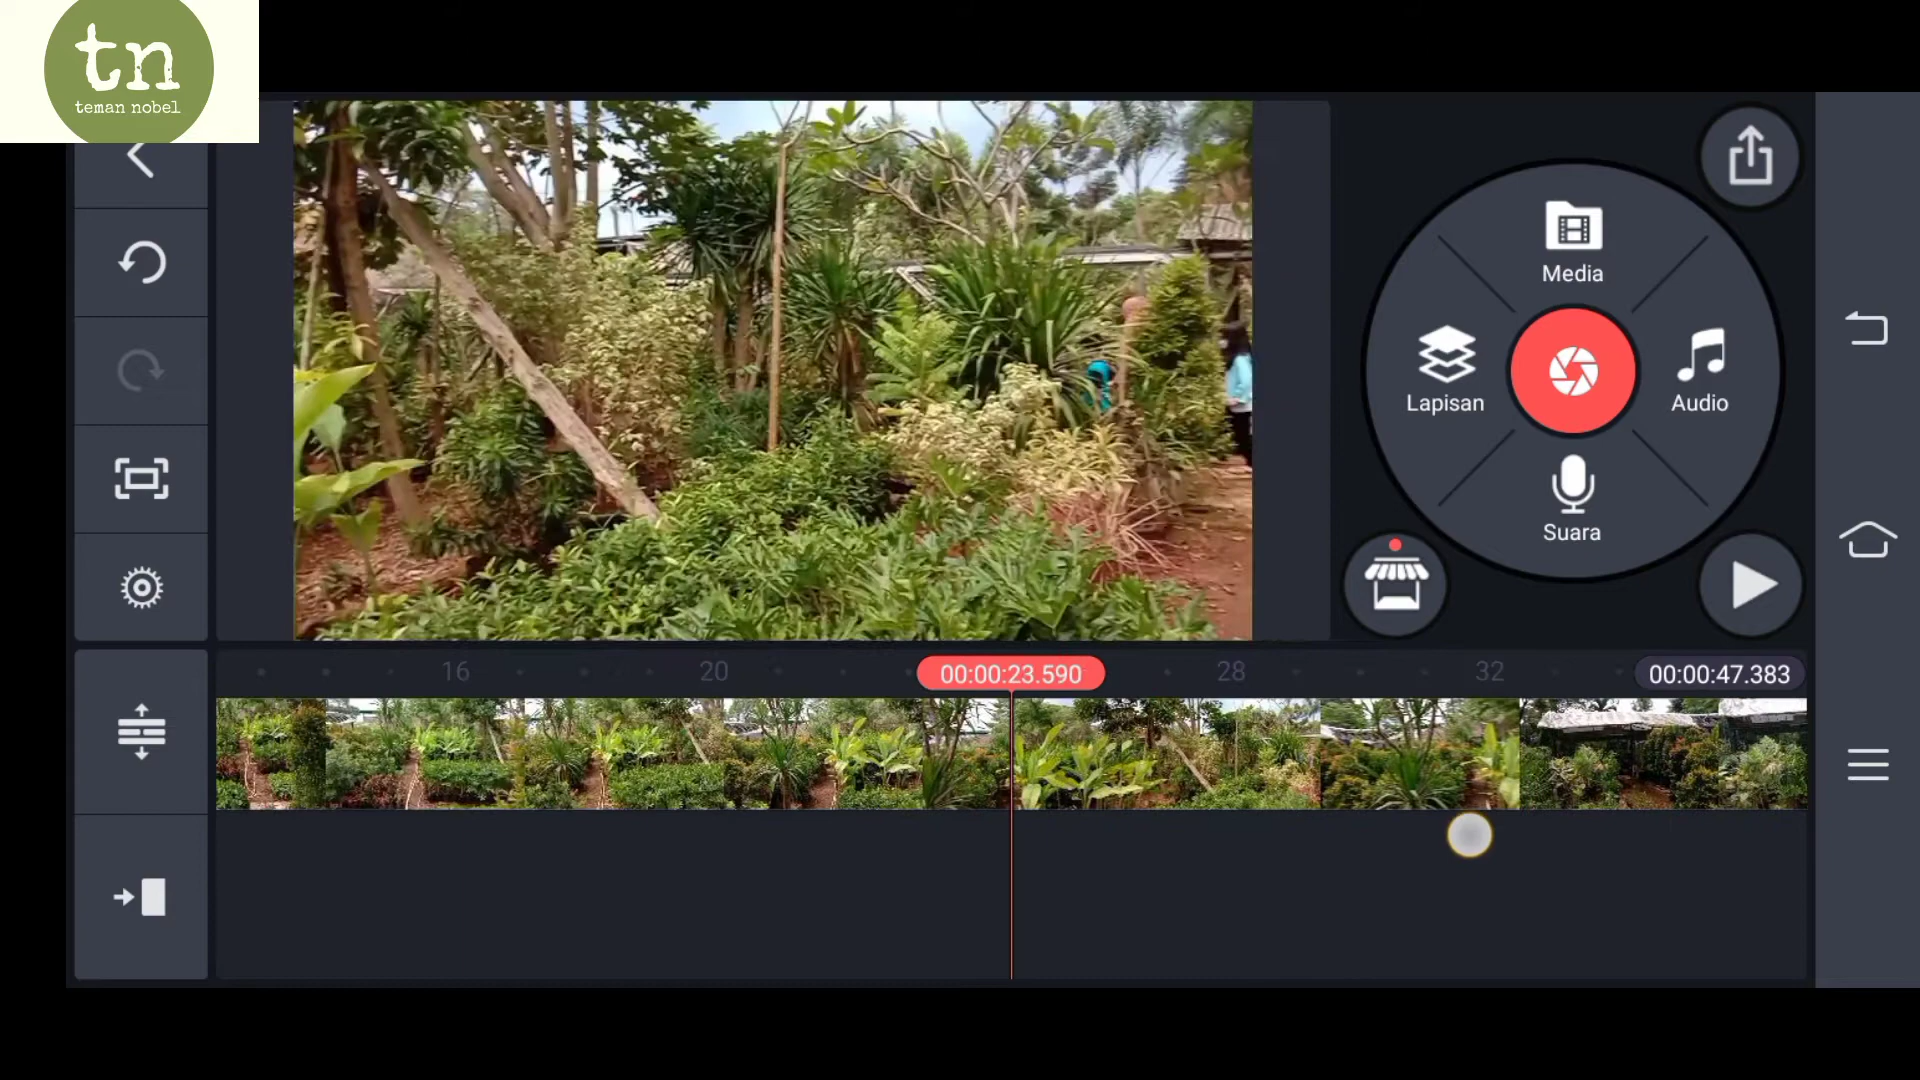 tn
teman nobel
Media
Lapisan
Audio
Suara
16
20
00:00:23.590
28
32
00:00:47.383